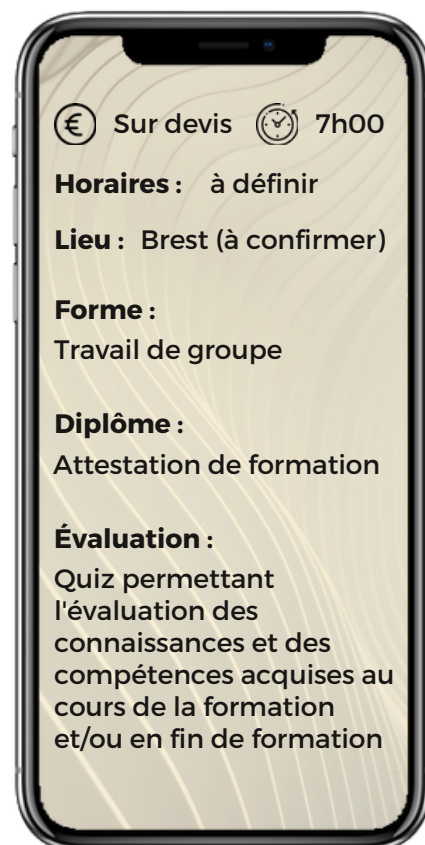 € Sur devis 7h00
Horaires : à définir
Lieu : Brest (à confirmer)
Forme :
Travail de groupe
Diplôme :
Attestation de formation
Évaluation :
Quiz permettant
l'évaluation des
connaissances et des
compétences acquises au
cours de la formation
et/ou en fin de formation